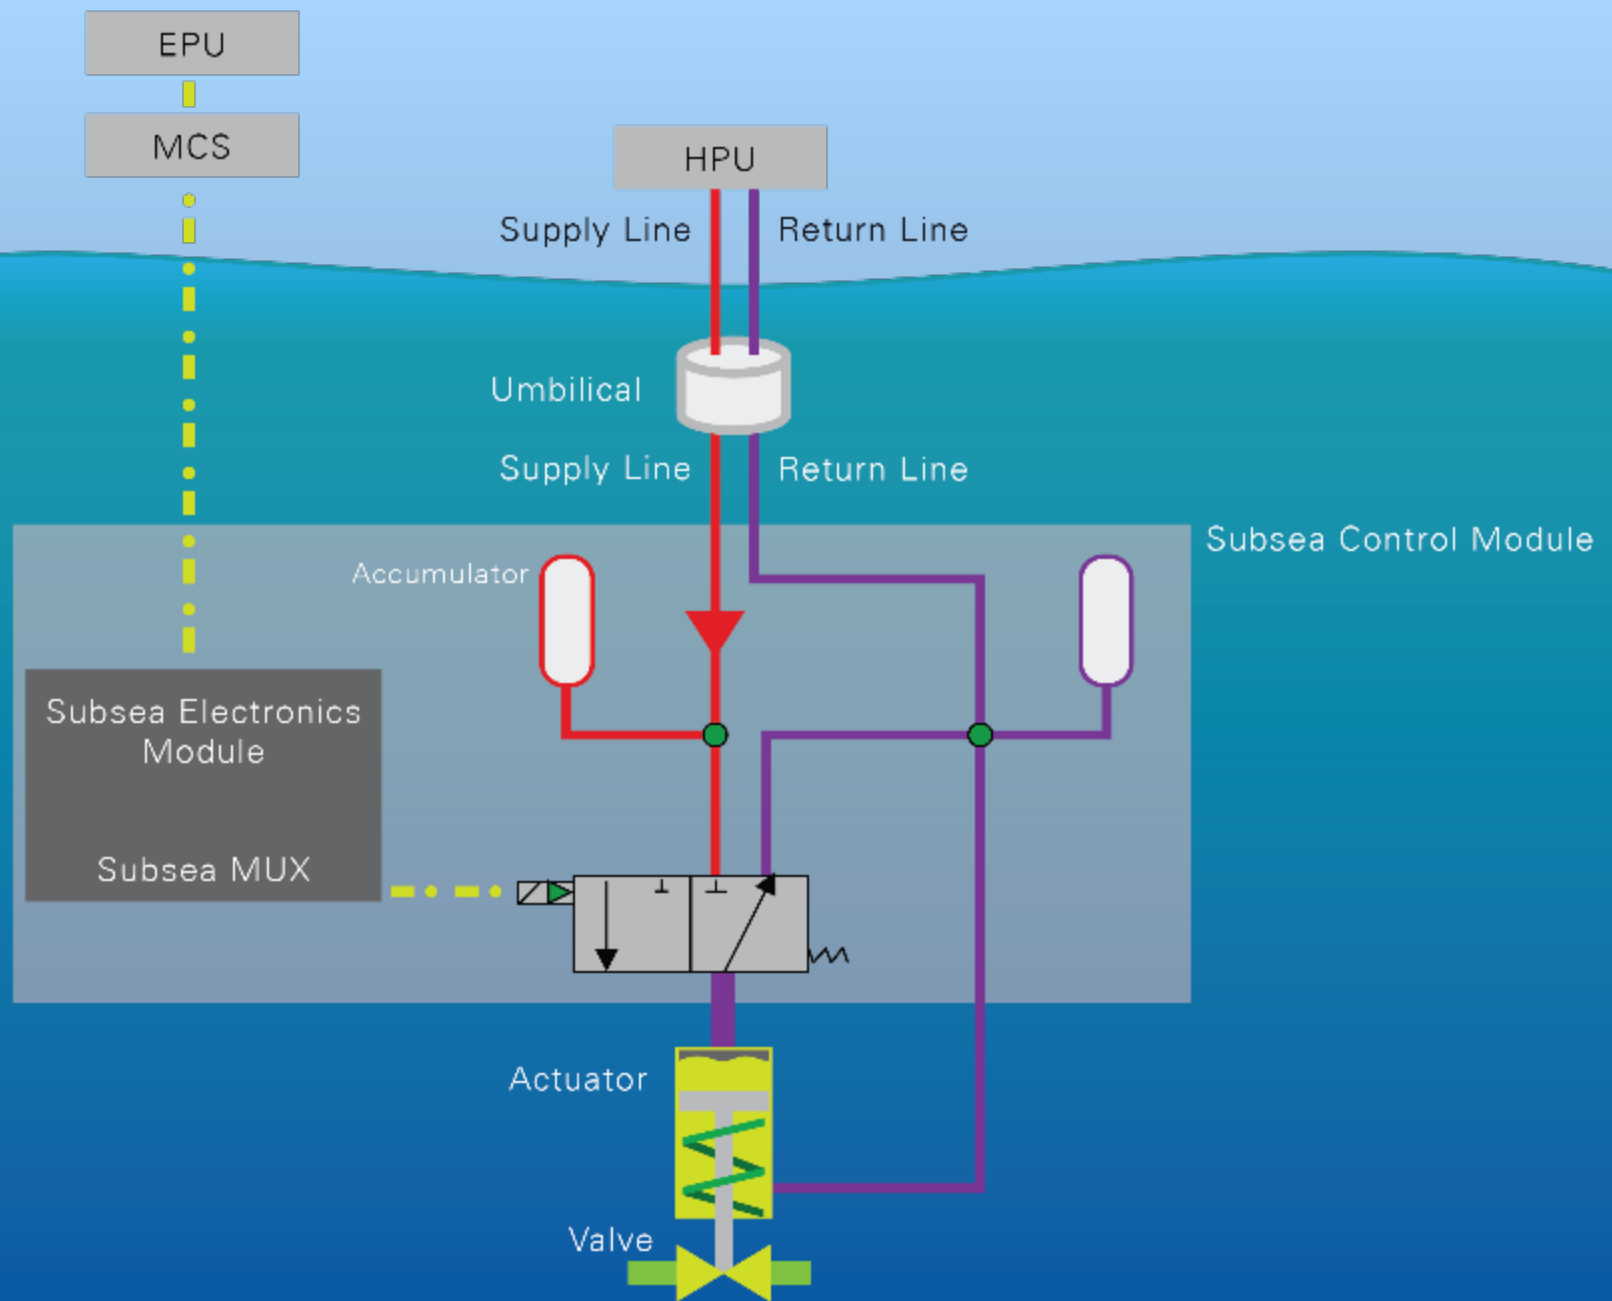 EPU
MCS
HPU
Supply Line
Return Line
Umbilical
Supply Line
Return Line
Subsea Control Module
Accumulator
Subsea Electronics
Module
Subsea MUX
Actuator
Valve